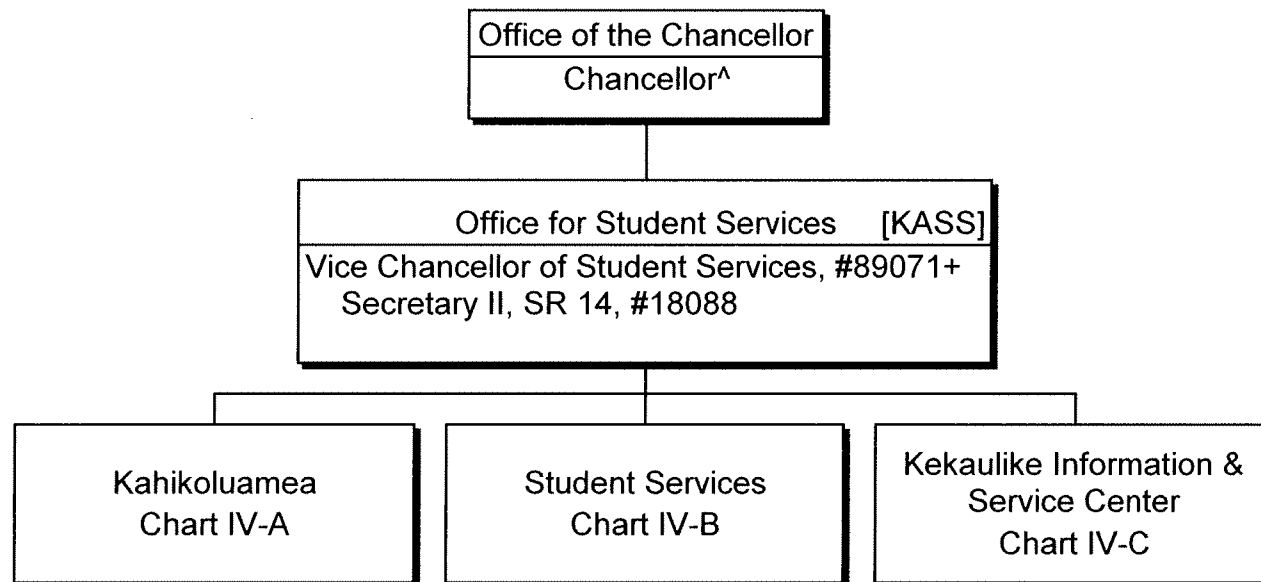 Office of the Chancellor
Chancellor^
Office for Student Services [KASS]
Vice Chancellor of Student Services, #89071+
Secretary II, SR 14, #18088
Kahikoluamea
Chart IV-A
Student Services
Chart IV-B
Kekaulike Information &
Service Center
Chart IV-C